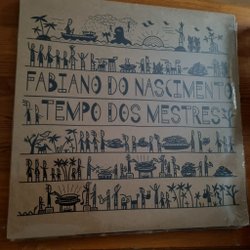 FABIANO DO NASCIMENTO
TEMPO DOS MESTRES